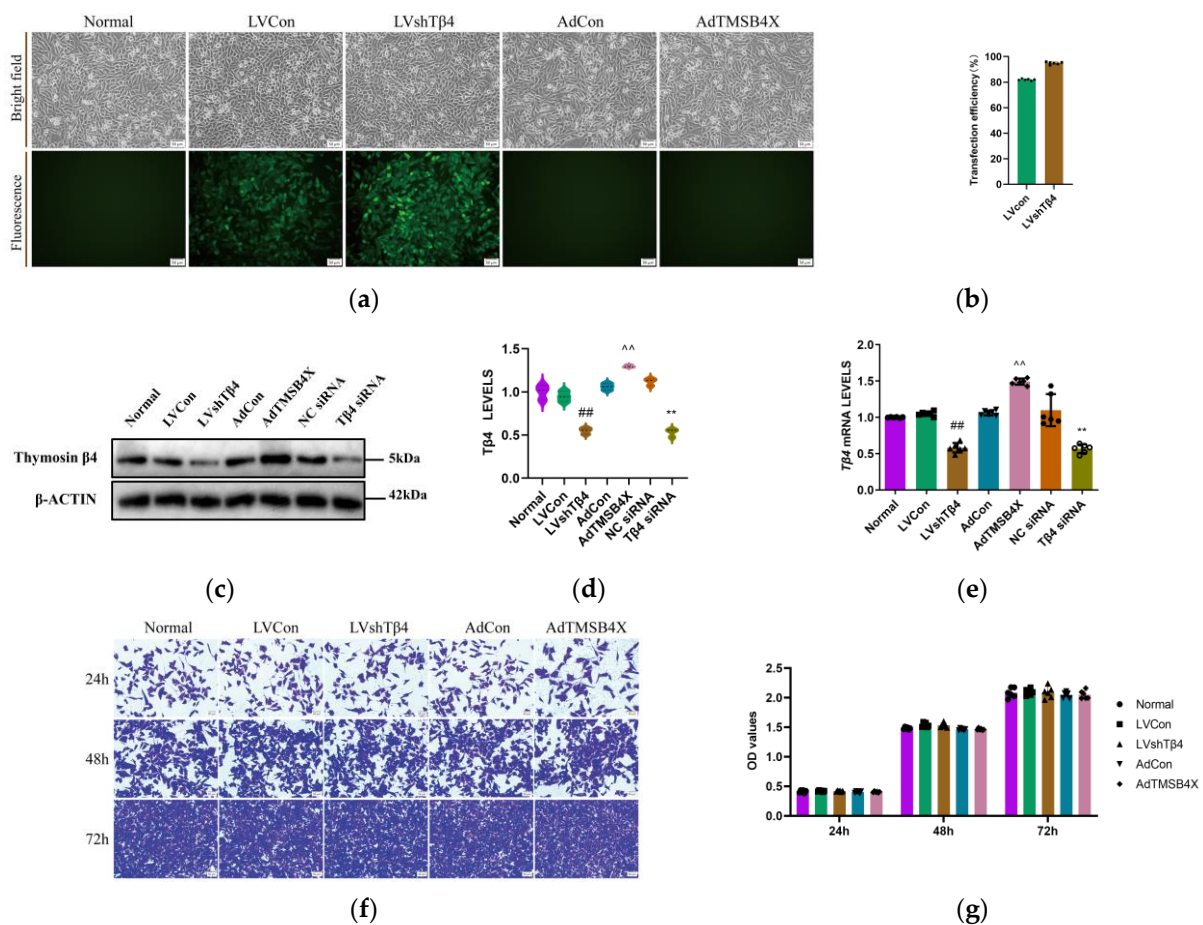 Normal LVCon LVshTβ4 AdCon AdTMSB4X
Bright field
Fluorescence
(a)
Transfection efficiency(%)
100
80
60
40
20
0
LVcon LVshTβ4
(b)
Normal LVCon LVshTβ4 AdCon AdTMSB4X NC siRNA Tβ4 siRNA
Thymosin β4 5kDa
β-ACTIN 42kDa
(c)
Tβ4 LEVELS
1.5
1.0
0.5
0.0
^^
##
**
Normal LVCon LVshTβ4 AdCon AdTMSB4X NC siRNA Tβ4 siRNA
(d)
Tβ4 mRNA LEVELS
2.0
1.5
1.0
0.5
0.0
^^
##
**
Normal LVCon LVshTβ4 AdCon AdTMSB4X NC siRNA Tβ4 siRNA
(e)
Normal LVCon LVshTβ4 AdCon AdTMSB4X
24h
48h
72h
(f)
OD values
2.5
2.0
1.5
1.0
0.5
0.0
24h 48h 72h
Normal
LVCon
LVshTβ4
AdCon
AdTMSB4X
(g)